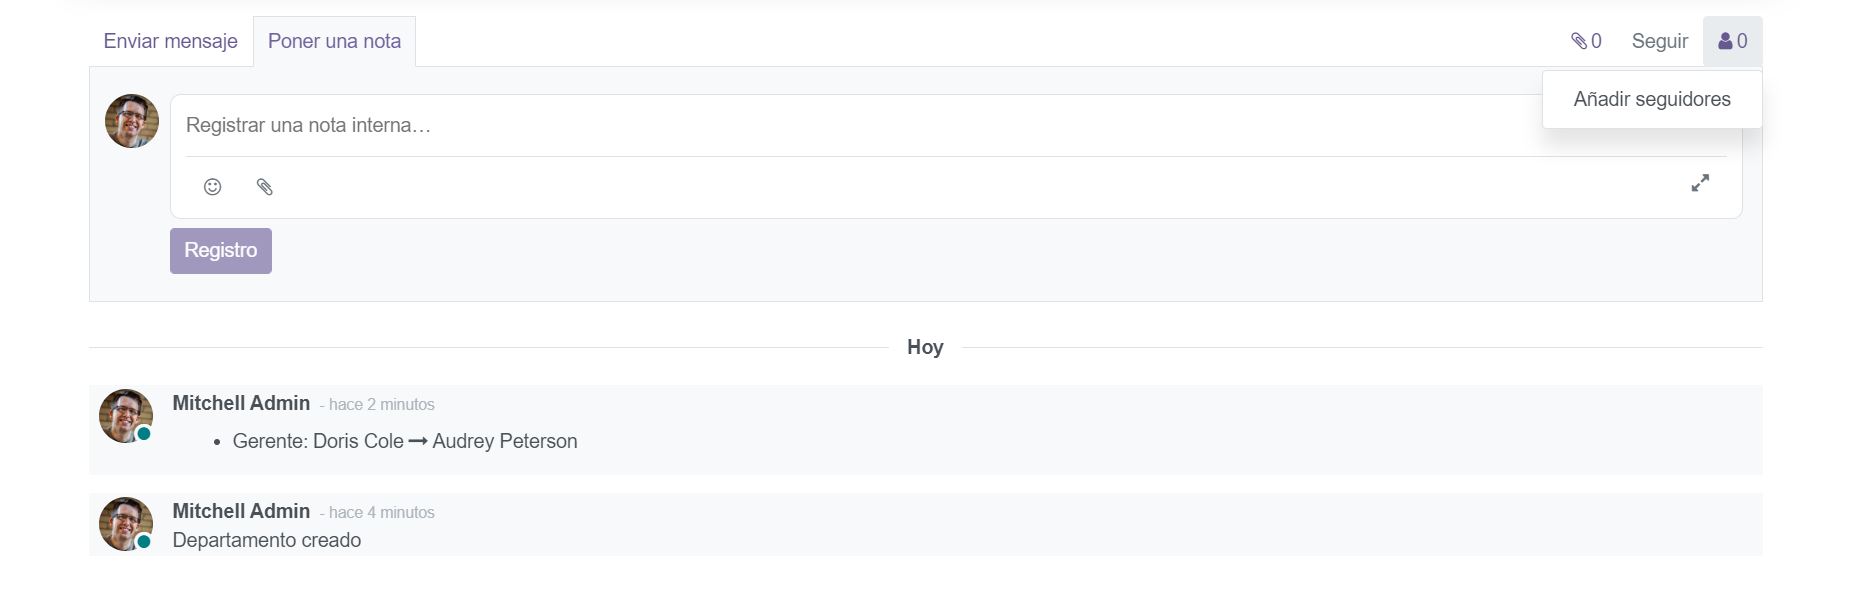 Enviar mensaje Poner una nota 0 Seguir 0
Añadir seguidores
Registrar una nota interna…
Registro
Hoy
Mitchell Admin - hace 2 minutos
• Gerente: Doris Cole → Audrey Peterson
Mitchell Admin - hace 4 minutos
Departamento creado